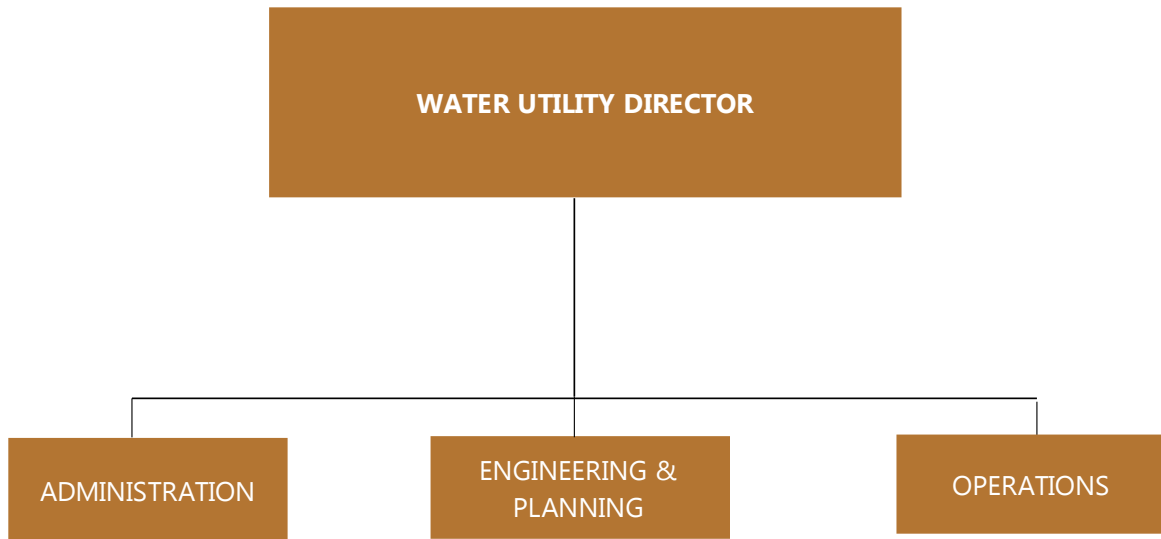 WATER UTILITY DIRECTOR
ADMINISTRATION
ENGINEERING &
PLANNING
OPERATIONS